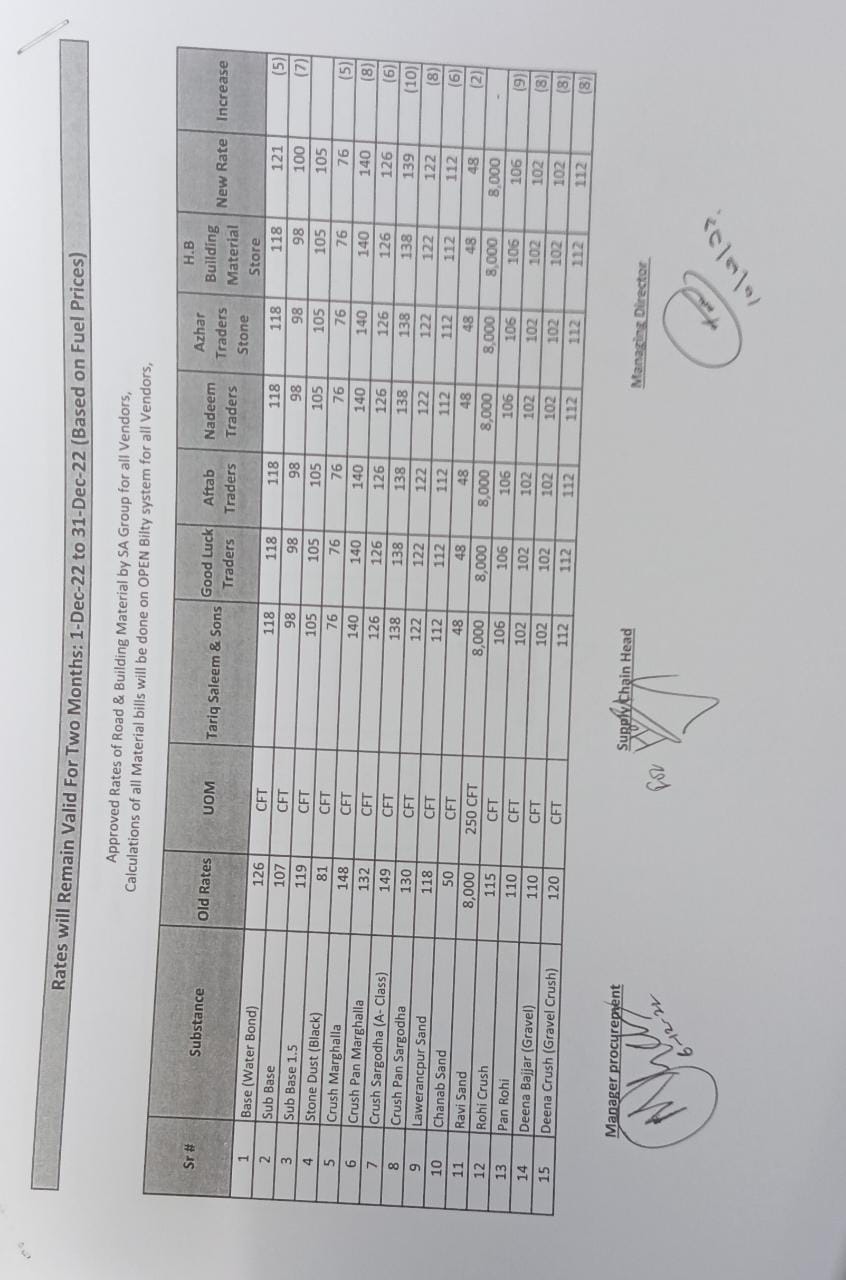 Rates will Remain Valid For Two Months: 1-Dec-22 to 31-Dec-22 (Based on Fuel Prices)
Approved Rates of Road & Building Material by SA Group for all Vendors,
Calculations of all Material bills will be done on OPEN Bilty system for all Vendors,
Sr # Substance Old Rates UOM Tariq Saleem & Sons Good Luck Traders Aftab Traders Nadeem Traders Azhar Traders Stone H.B Building Material Store New Rate Increase
1 Base (Water Bond) 126 CFT 118 118 118 118 118 118 121 (5)
2 Sub Base 107 CFT 98 98 98 98 98 98 100 (7)
3 Sub Base 1.5 119 CFT 105 105 105 105 105 105 105
4 Stone Dust (Black) 81 CFT 76 76 76 76 76 76 76 (5)
5 Crush Marghalla 148 CFT 140 140 140 140 140 140 140 (8)
6 Crush Pan Marghalla 132 CFT 126 126 126 126 126 126 126 (6)
7 Crush Sargodha (A- Class) 149 CFT 138 138 138 138 138 138 139 (10)
8 Crush Pan Sargodha 130 CFT 122 122 122 122 122 122 122 (8)
9 Lawerancpur Sand 118 CFT 112 112 112 112 112 112 112 (6)
10 Chanab Sand 50 CFT 48 48 48 48 48 48 48 (2)
11 Ravi Sand 8,000 250 CFT 8,000 8,000 8,000 8,000 8,000 8,000 8,000 -
12 Rohi Crush 115 CFT 106 106 106 106 106 106 106 (9)
13 Pan Rohi 110 CFT 102 102 102 102 102 102 102 (8)
14 Deena Bajjar (Gravel) 110 CFT 102 102 102 102 102 102 102 (8)
15 Deena Crush (Gravel Crush) 120 CFT 112 112 112 112 112 112 112 (8)
Manager procurement Supply Chain Head Managing Director
6-12-22